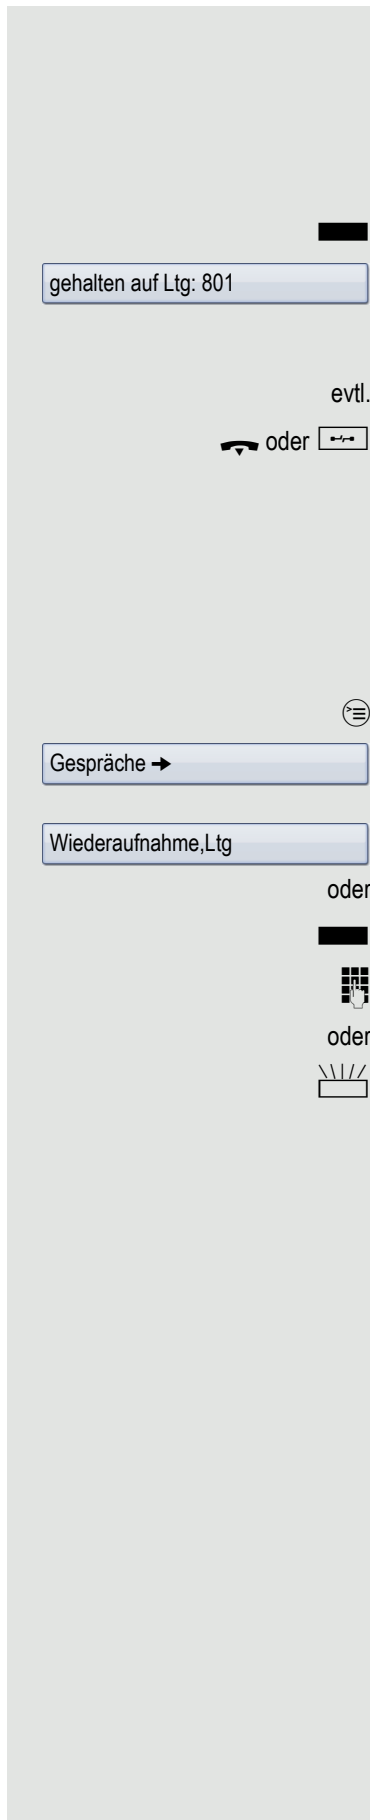 gehalten auf Ltg: 801
evtl.
oder
Gespräche ➔
Wiederaufnahme,Ltg
oder
oder